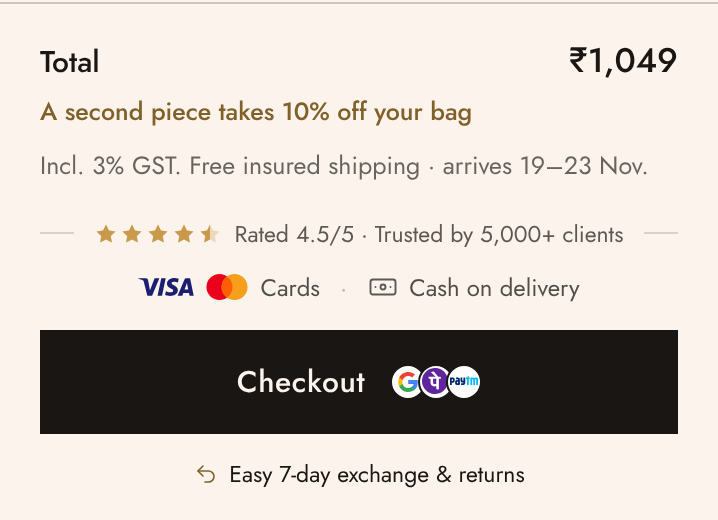 Total ₹1,049
A second piece takes 10% off your bag
Incl. 3% GST. Free insured shipping · arrives 19–23 Nov.
Rated 4.5/5 · Trusted by 5,000+ clients
VISA Cards · Cash on delivery
Checkout G पे paytm
Easy 7-day exchange & returns